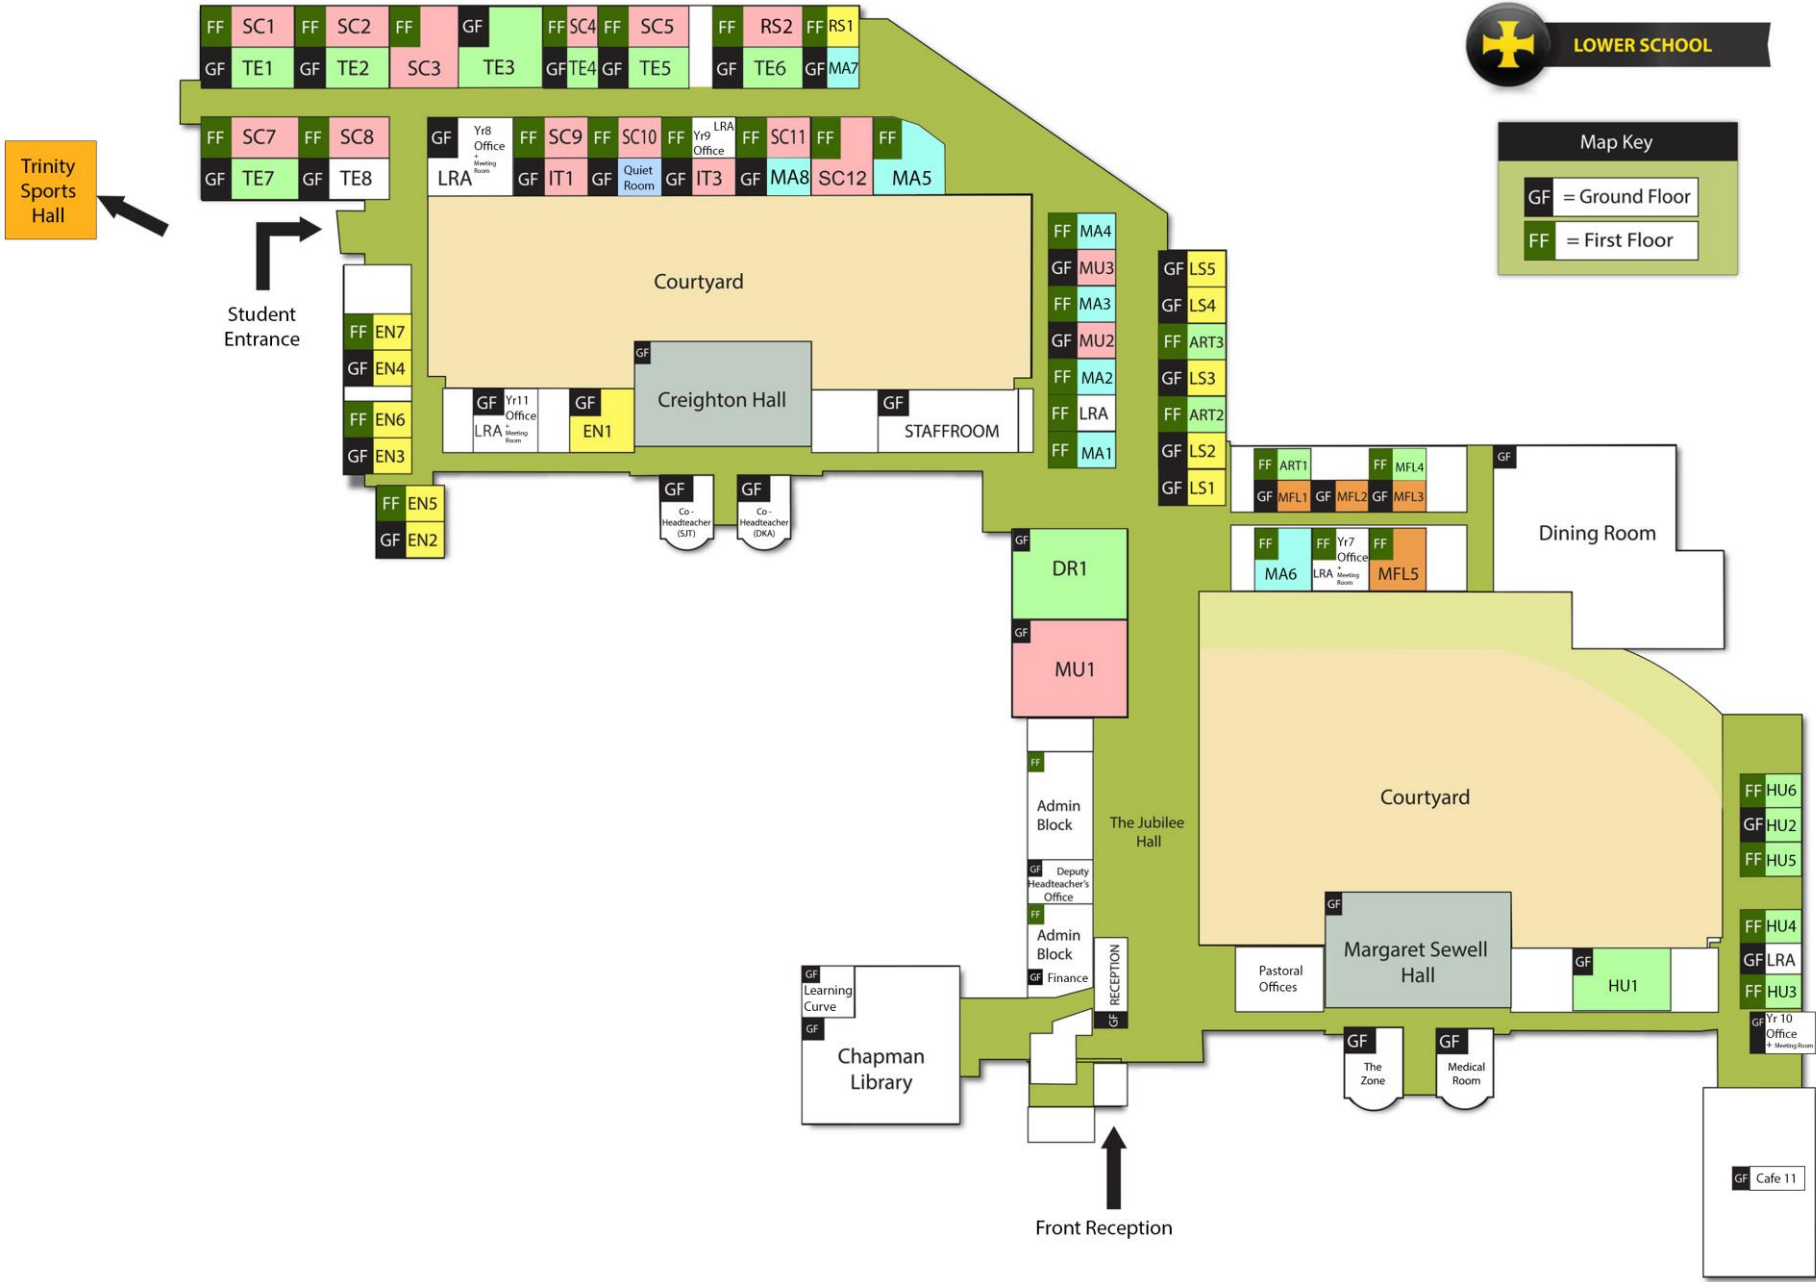 LOWER SCHOOL
Map Key
GF = Ground Floor
FF = First Floor
FF SC1 FF SC2 FF GF FF SC4 FF SC5 FF RS2 FF RS1
GF TE1 GF TE2 SC3 TE3 GF TE4 GF TE5 GF TE6 GF MA7
FF SC7 FF SC8
GF TE7 GF TE8
GF Yr8
Office
+
Meeting
Room
LRA
FF SC9 FF SC10 FF Yr9 LRA
Office
FF SC11 FF FF
GF IT1 GF Quiet
Room
GF IT3 GF MA8 SC12 MA5
Trinity
Sports
Hall
Student
Entrance
Courtyard
FF EN7
GF EN4
FF EN6
GF EN3
FF EN5
GF EN2
GF Yr11
Office
LRA +
Meeting
Room
GF
EN1
GF
Creighton Hall
GF
STAFFROOM
GF
Co -
Headteacher
(SJT)
GF
Co -
Headteacher
(DKA)
FF MA4
GF MU3
FF MA3
GF MU2
FF MA2
FF LRA
FF MA1
GF LS5
GF LS4
FF ART3
GF LS3
FF ART2
GF LS2
GF LS1
FF ART1 FF MFL4
GF MFL1 GF MFL2 GF MFL3
GF
Dining Room
FF
MA6
FF Yr7
Office
LRA +
Meeting
Room
FF
MFL5
GF
DR1
GF
MU1
FF
Admin
Block
GF Deputy
Headteacher's
Office
FF
Admin
Block
GF Finance
GF RECEPTION
The Jubilee
Hall
Courtyard
FF HU6
GF HU2
FF HU5
FF HU4
GF LRA
FF HU3
GF Yr 10
Office
+ Meeting Room
Pastoral
Offices
GF
Margaret Sewell
Hall
GF
HU1
GF
The
Zone
GF
Medical
Room
GF
Learning
Curve
GF
Chapman
Library
Front Reception
GF Cafe 11